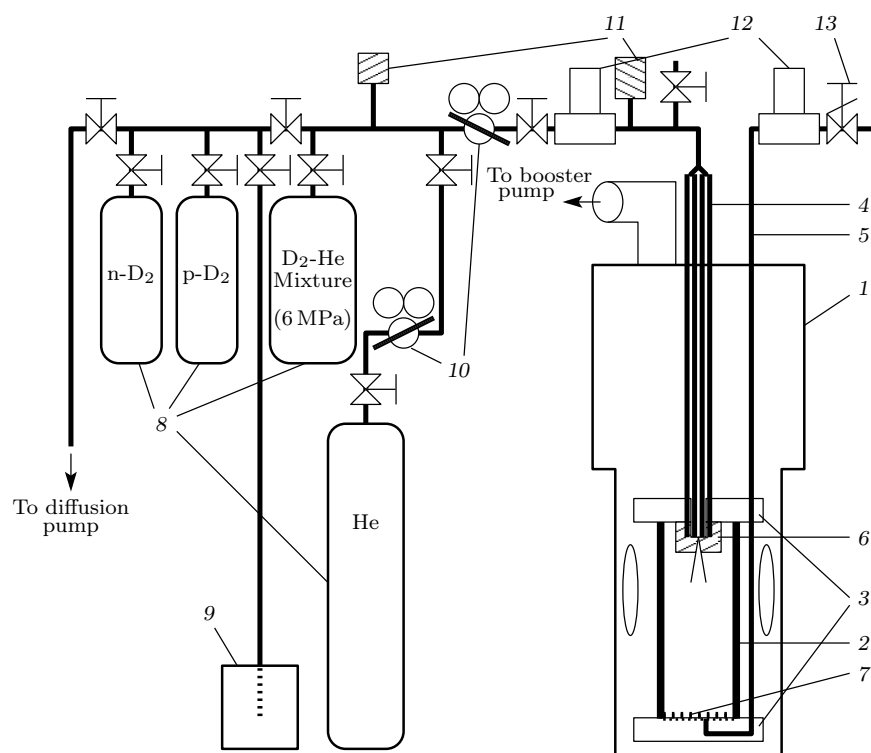 11
12
13
To booster
pump
4
5
n-D₂
p-D₂
D₂-He
Mixture
(6 MPa)
1
10
8
To diffusion
pump
He
6
3
9
2
7